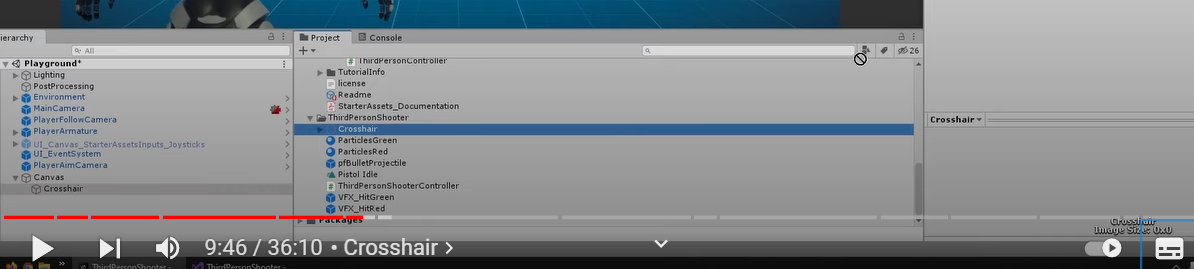 ierarchy
All
Playground*
Lighting
PostProcessing
Environment
MainCamera
PlayerFollowCamera
PlayerArmature
UI_Canvas_StarterAssetsInputs_Joysticks
UI_EventSystem
PlayerAimCamera
Canvas
Crosshair
Project
Console
26
ThirdPersonController
TutorialInfo
license
Readme
StarterAssets_Documentation
ThirdPersonShooter
Crosshair
ParticlesGreen
ParticlesRed
pfBulletProjectile
Pistol Idle
ThirdPersonShooterController
VFX_HitGreen
VFX_HitRed
Packages
Crosshair
Crosshair
Image Size: 0x0
9:46 / 36:10 • Crosshair
ThirdPersonShooter -
ThirdPersonShooter -